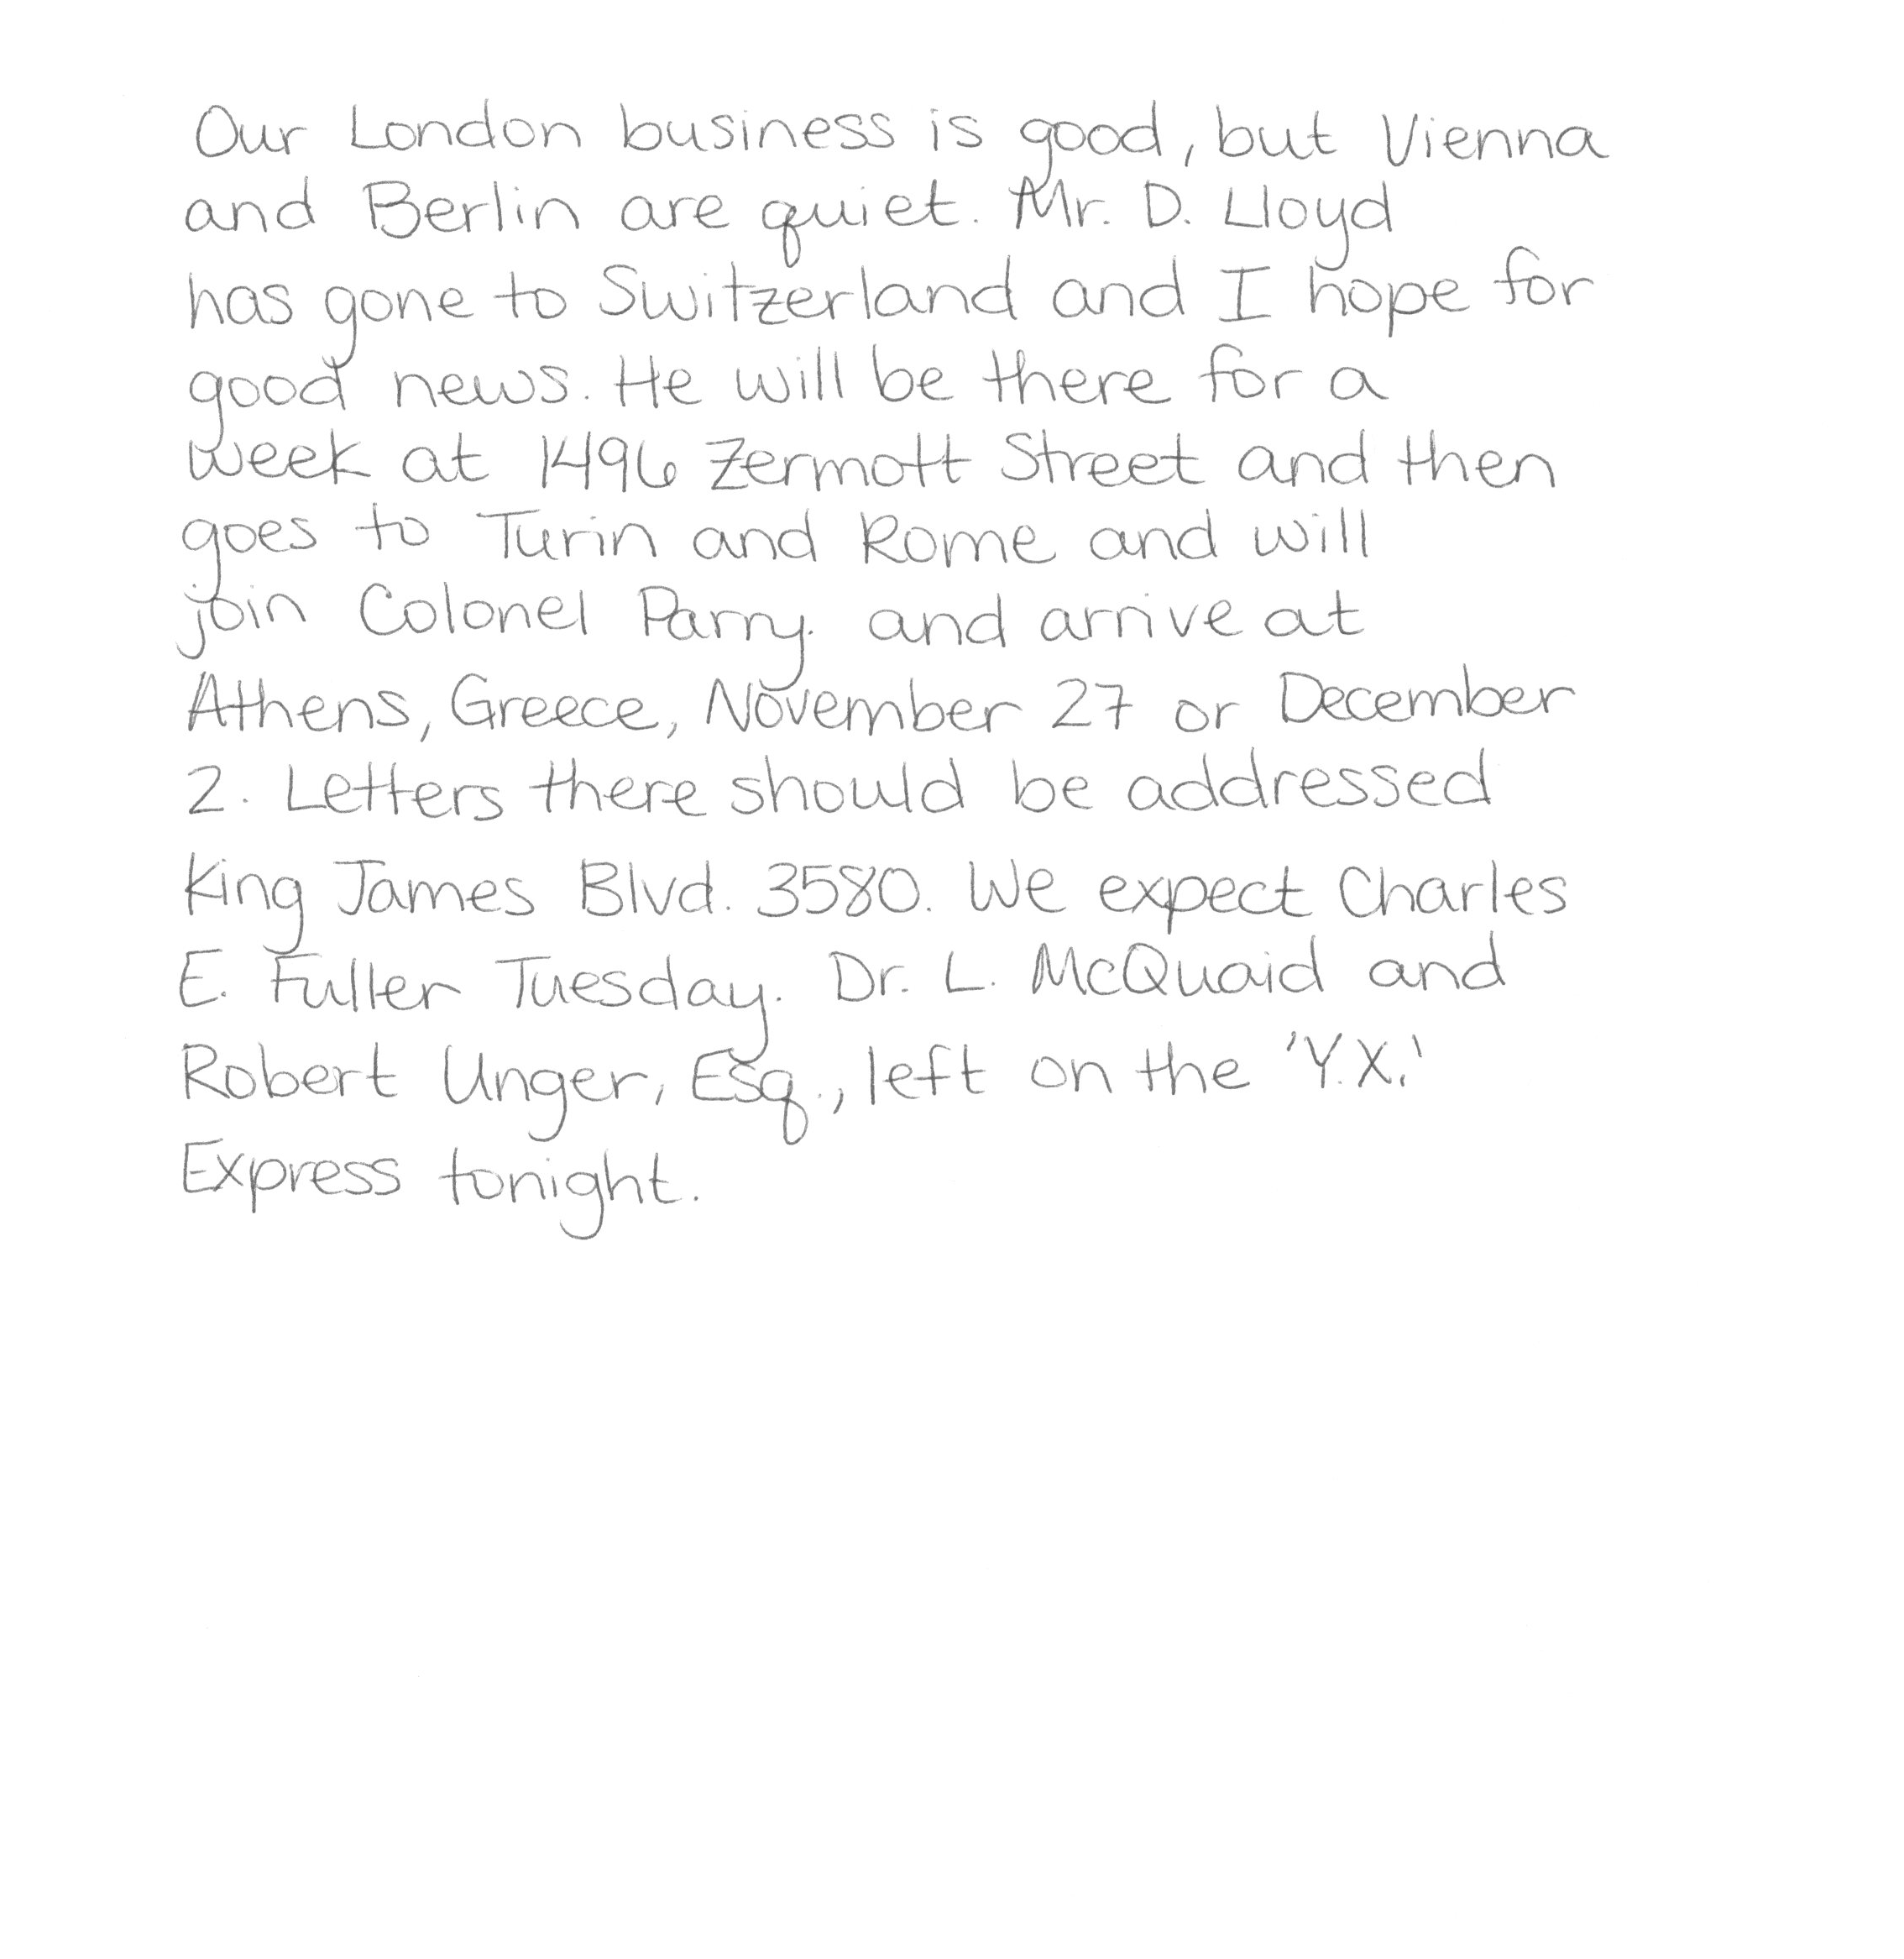 Our London business is good, but Vienna
and Berlin are quiet. Mr. D. Lloyd
has gone to Switzerland and I hope for
good news. He will be there for a
week at 1496 Zermott Street and then
goes to Turin and Rome and will
join Colonel Parry. and arrive at
Athens, Greece, November 27 or December
2. Letters there should be addressed
King James Blvd. 3580. We expect Charles
E. Fuller Tuesday. Dr. L. McQuaid and
Robert Unger, Esq., left on the 'Y.X.'
Express tonight.